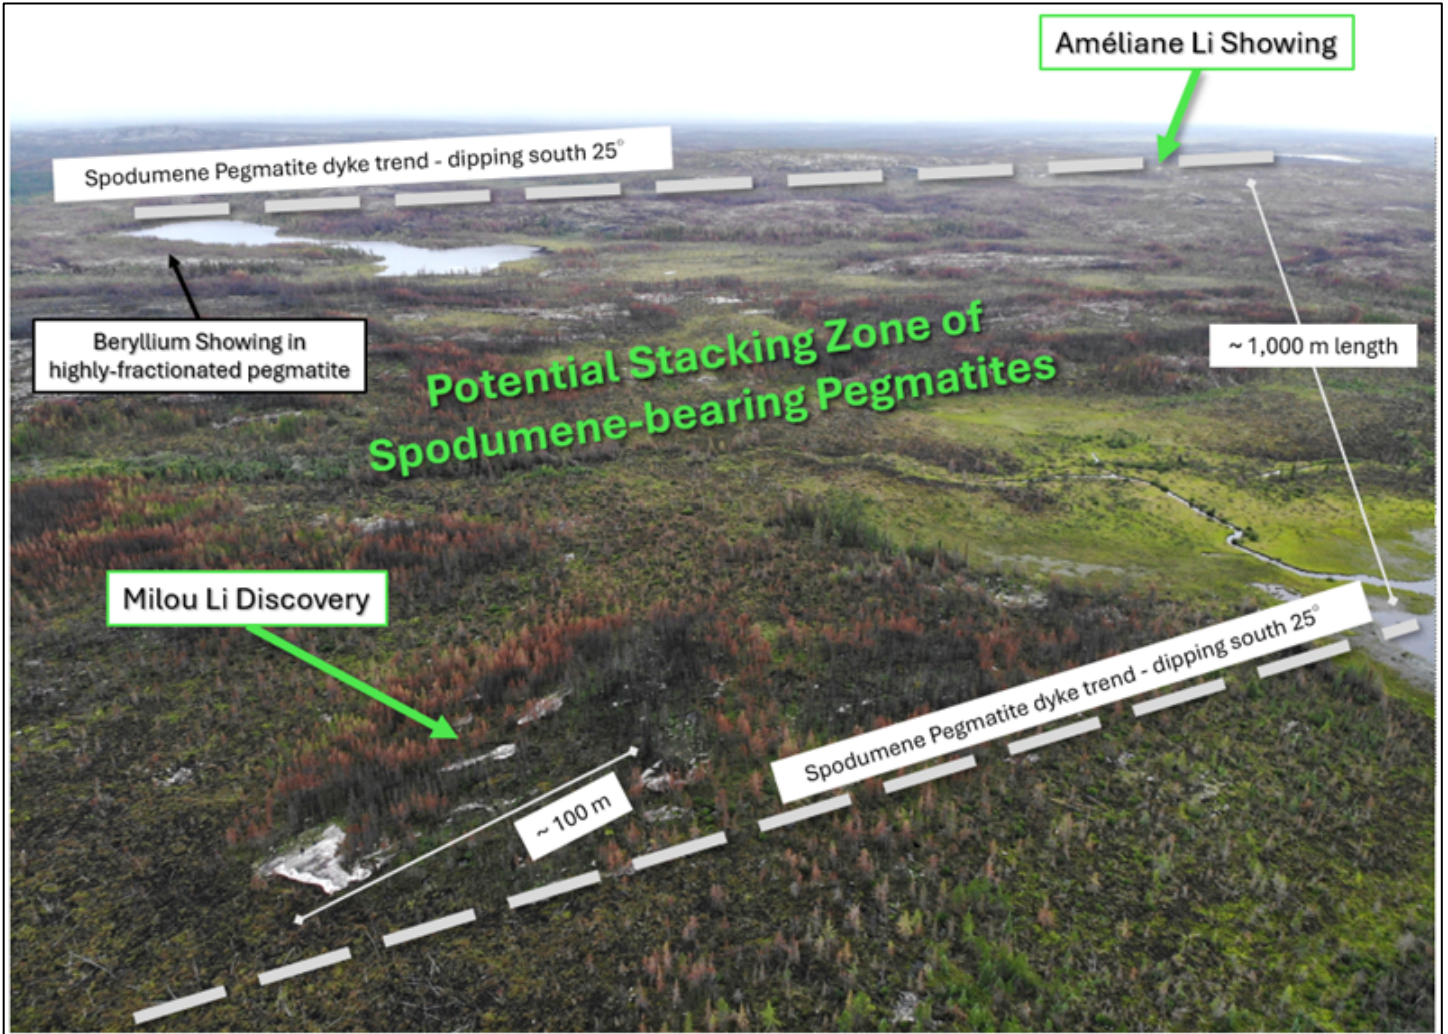 Améliane Li Showing
Spodumene Pegmatite dyke trend - dipping south 25°
~ 1,000 m length
Beryllium Showing in
highly-fractionated pegmatite
Potential Stacking Zone of
Spodumene-bearing Pegmatites
Milou Li Discovery
Spodumene Pegmatite dyke trend - dipping south 25°
~ 100 m